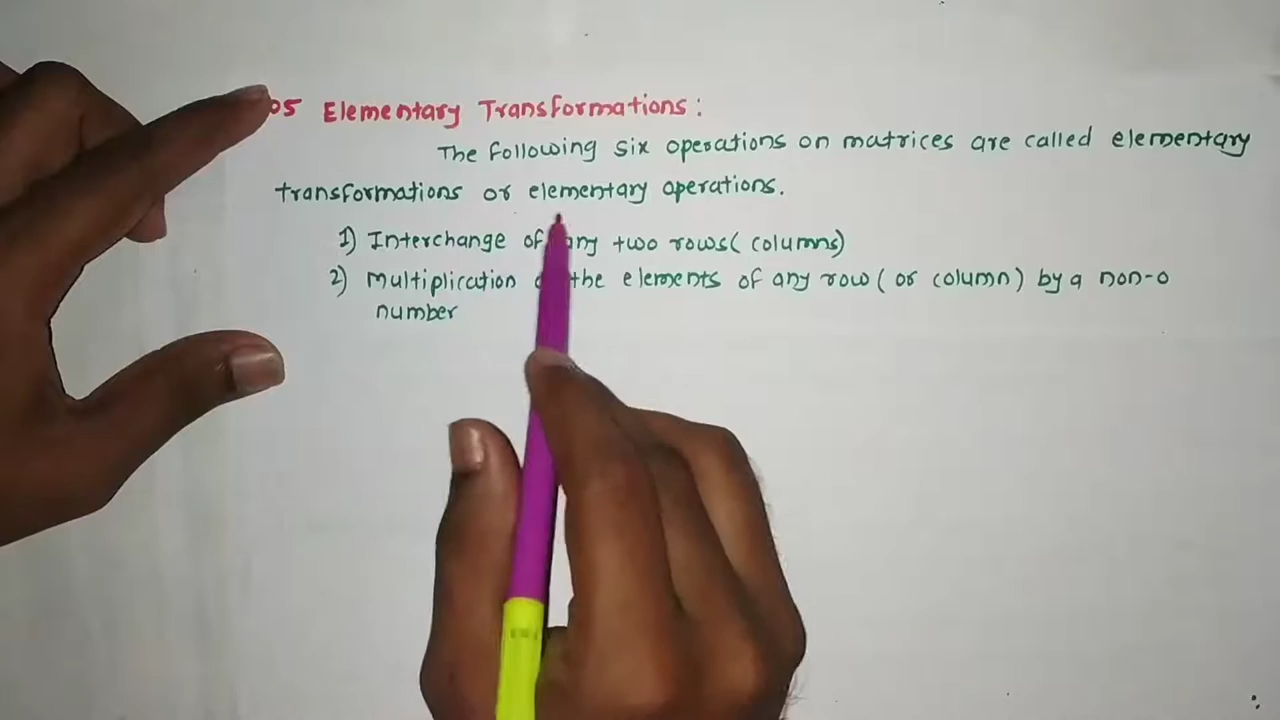 05 Elementary Transformations:
The following six operations on matrices are called elementary
transformations or elementary operations.
1) Interchange of any two rows( columns)
2) Multiplication the elements of any row ( or column ) by a non-0
number